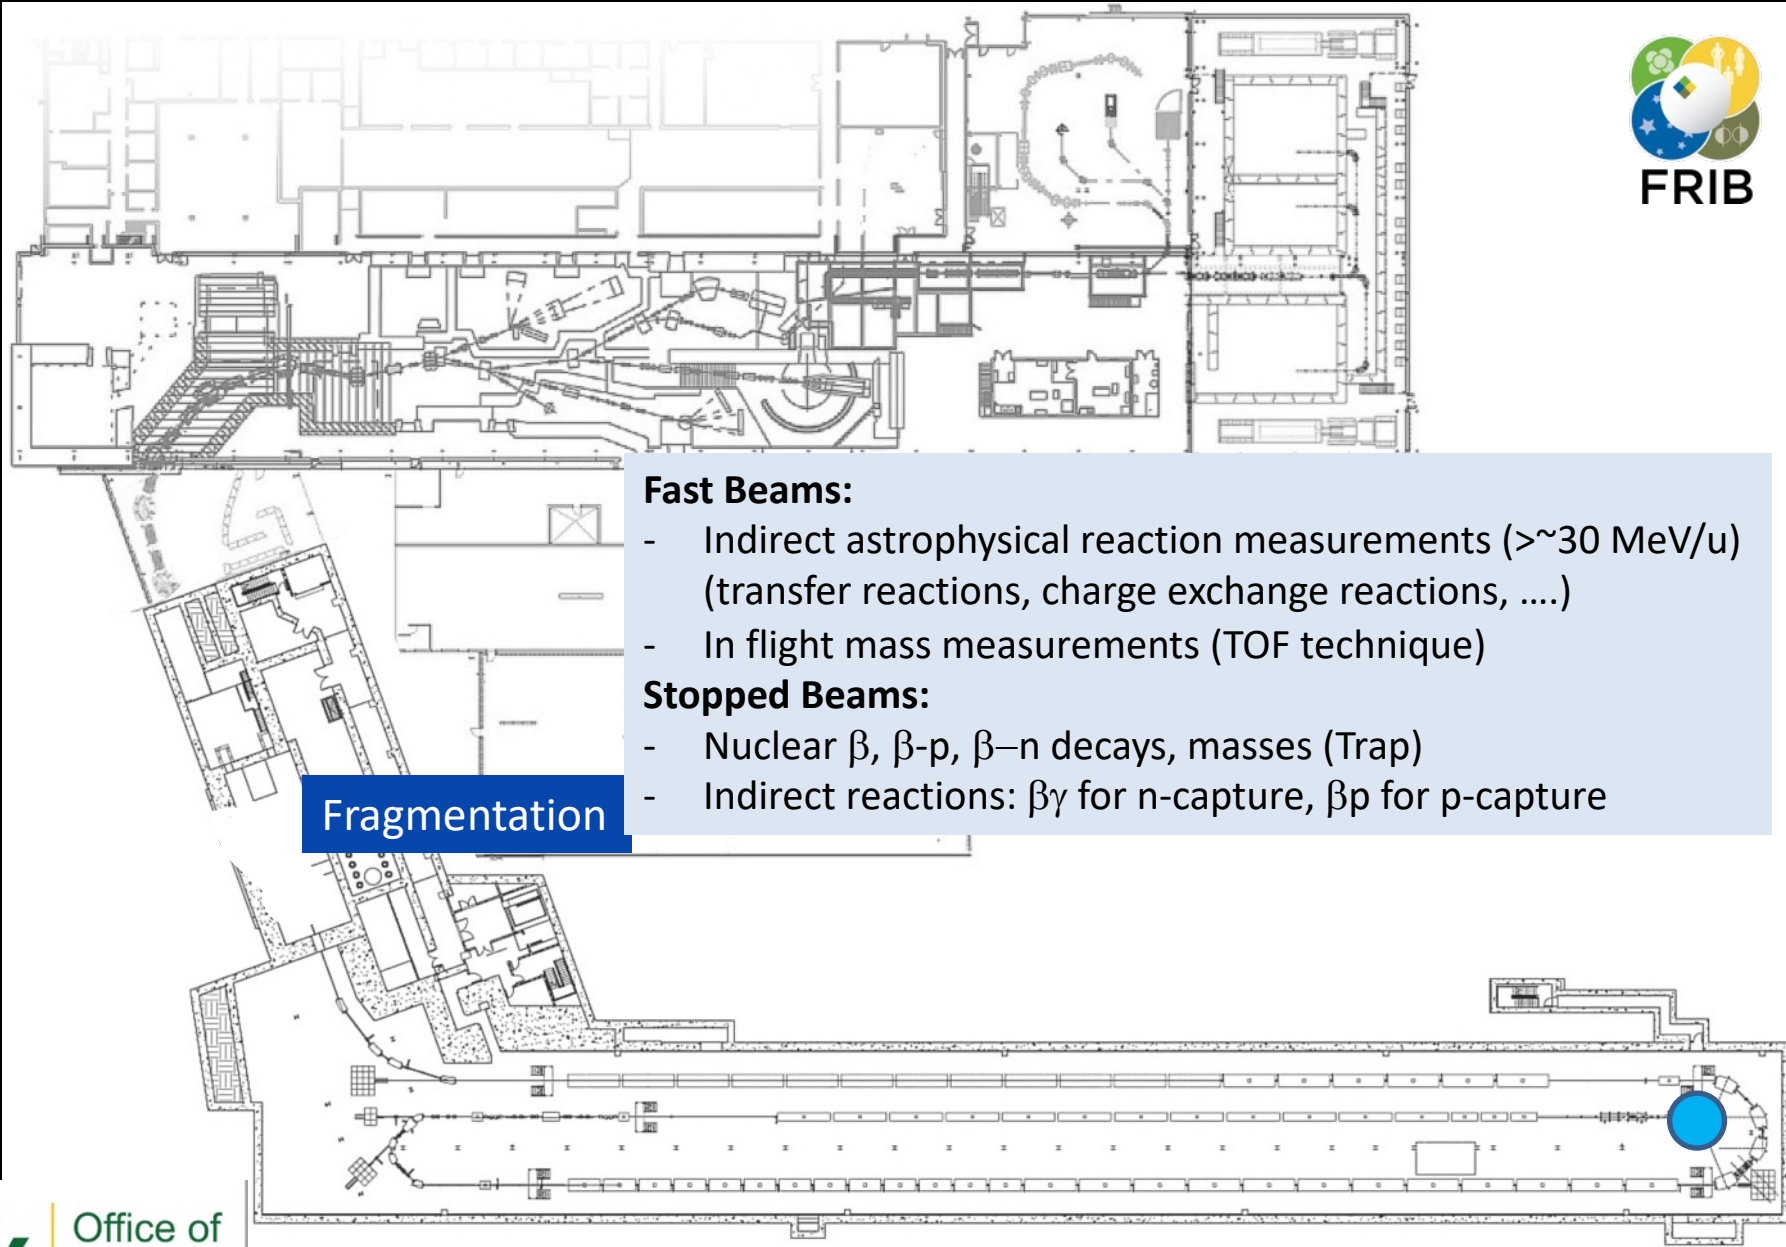 FRIB
Fast Beams:
- Indirect astrophysical reaction measurements (>~30 MeV/u)
(transfer reactions, charge exchange reactions, ....)
- In flight mass measurements (TOF technique)
Stopped Beams:
- Nuclear β, β-p, β–n decays, masses (Trap)
- Indirect reactions: βγ for n-capture, βp for p-capture
Fragmentation
Office of